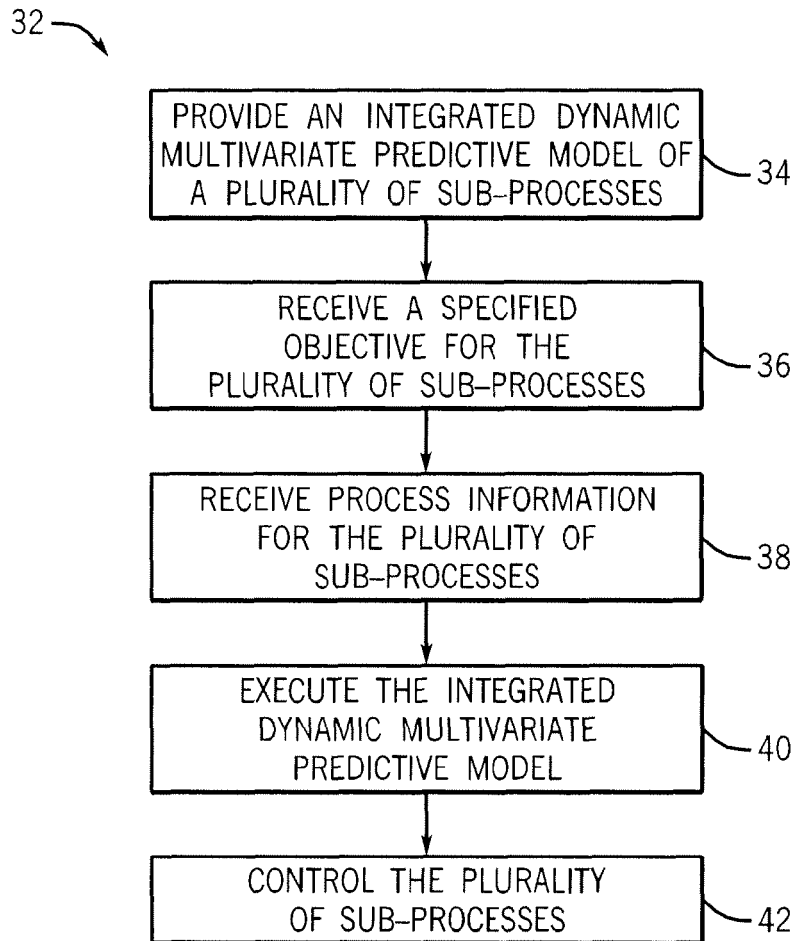 32
PROVIDE AN INTEGRATED DYNAMIC
MULTIVARIATE PREDICTIVE MODEL OF
A PLURALITY OF SUB-PROCESSES
34
RECEIVE A SPECIFIED
OBJECTIVE FOR THE
PLURALITY OF SUB-PROCESSES
36
RECEIVE PROCESS INFORMATION
FOR THE PLURALITY OF
SUB-PROCESSES
38
EXECUTE THE INTEGRATED
DYNAMIC MULTIVARIATE
PREDICTIVE MODEL
40
CONTROL THE PLURALITY
OF SUB-PROCESSES
42